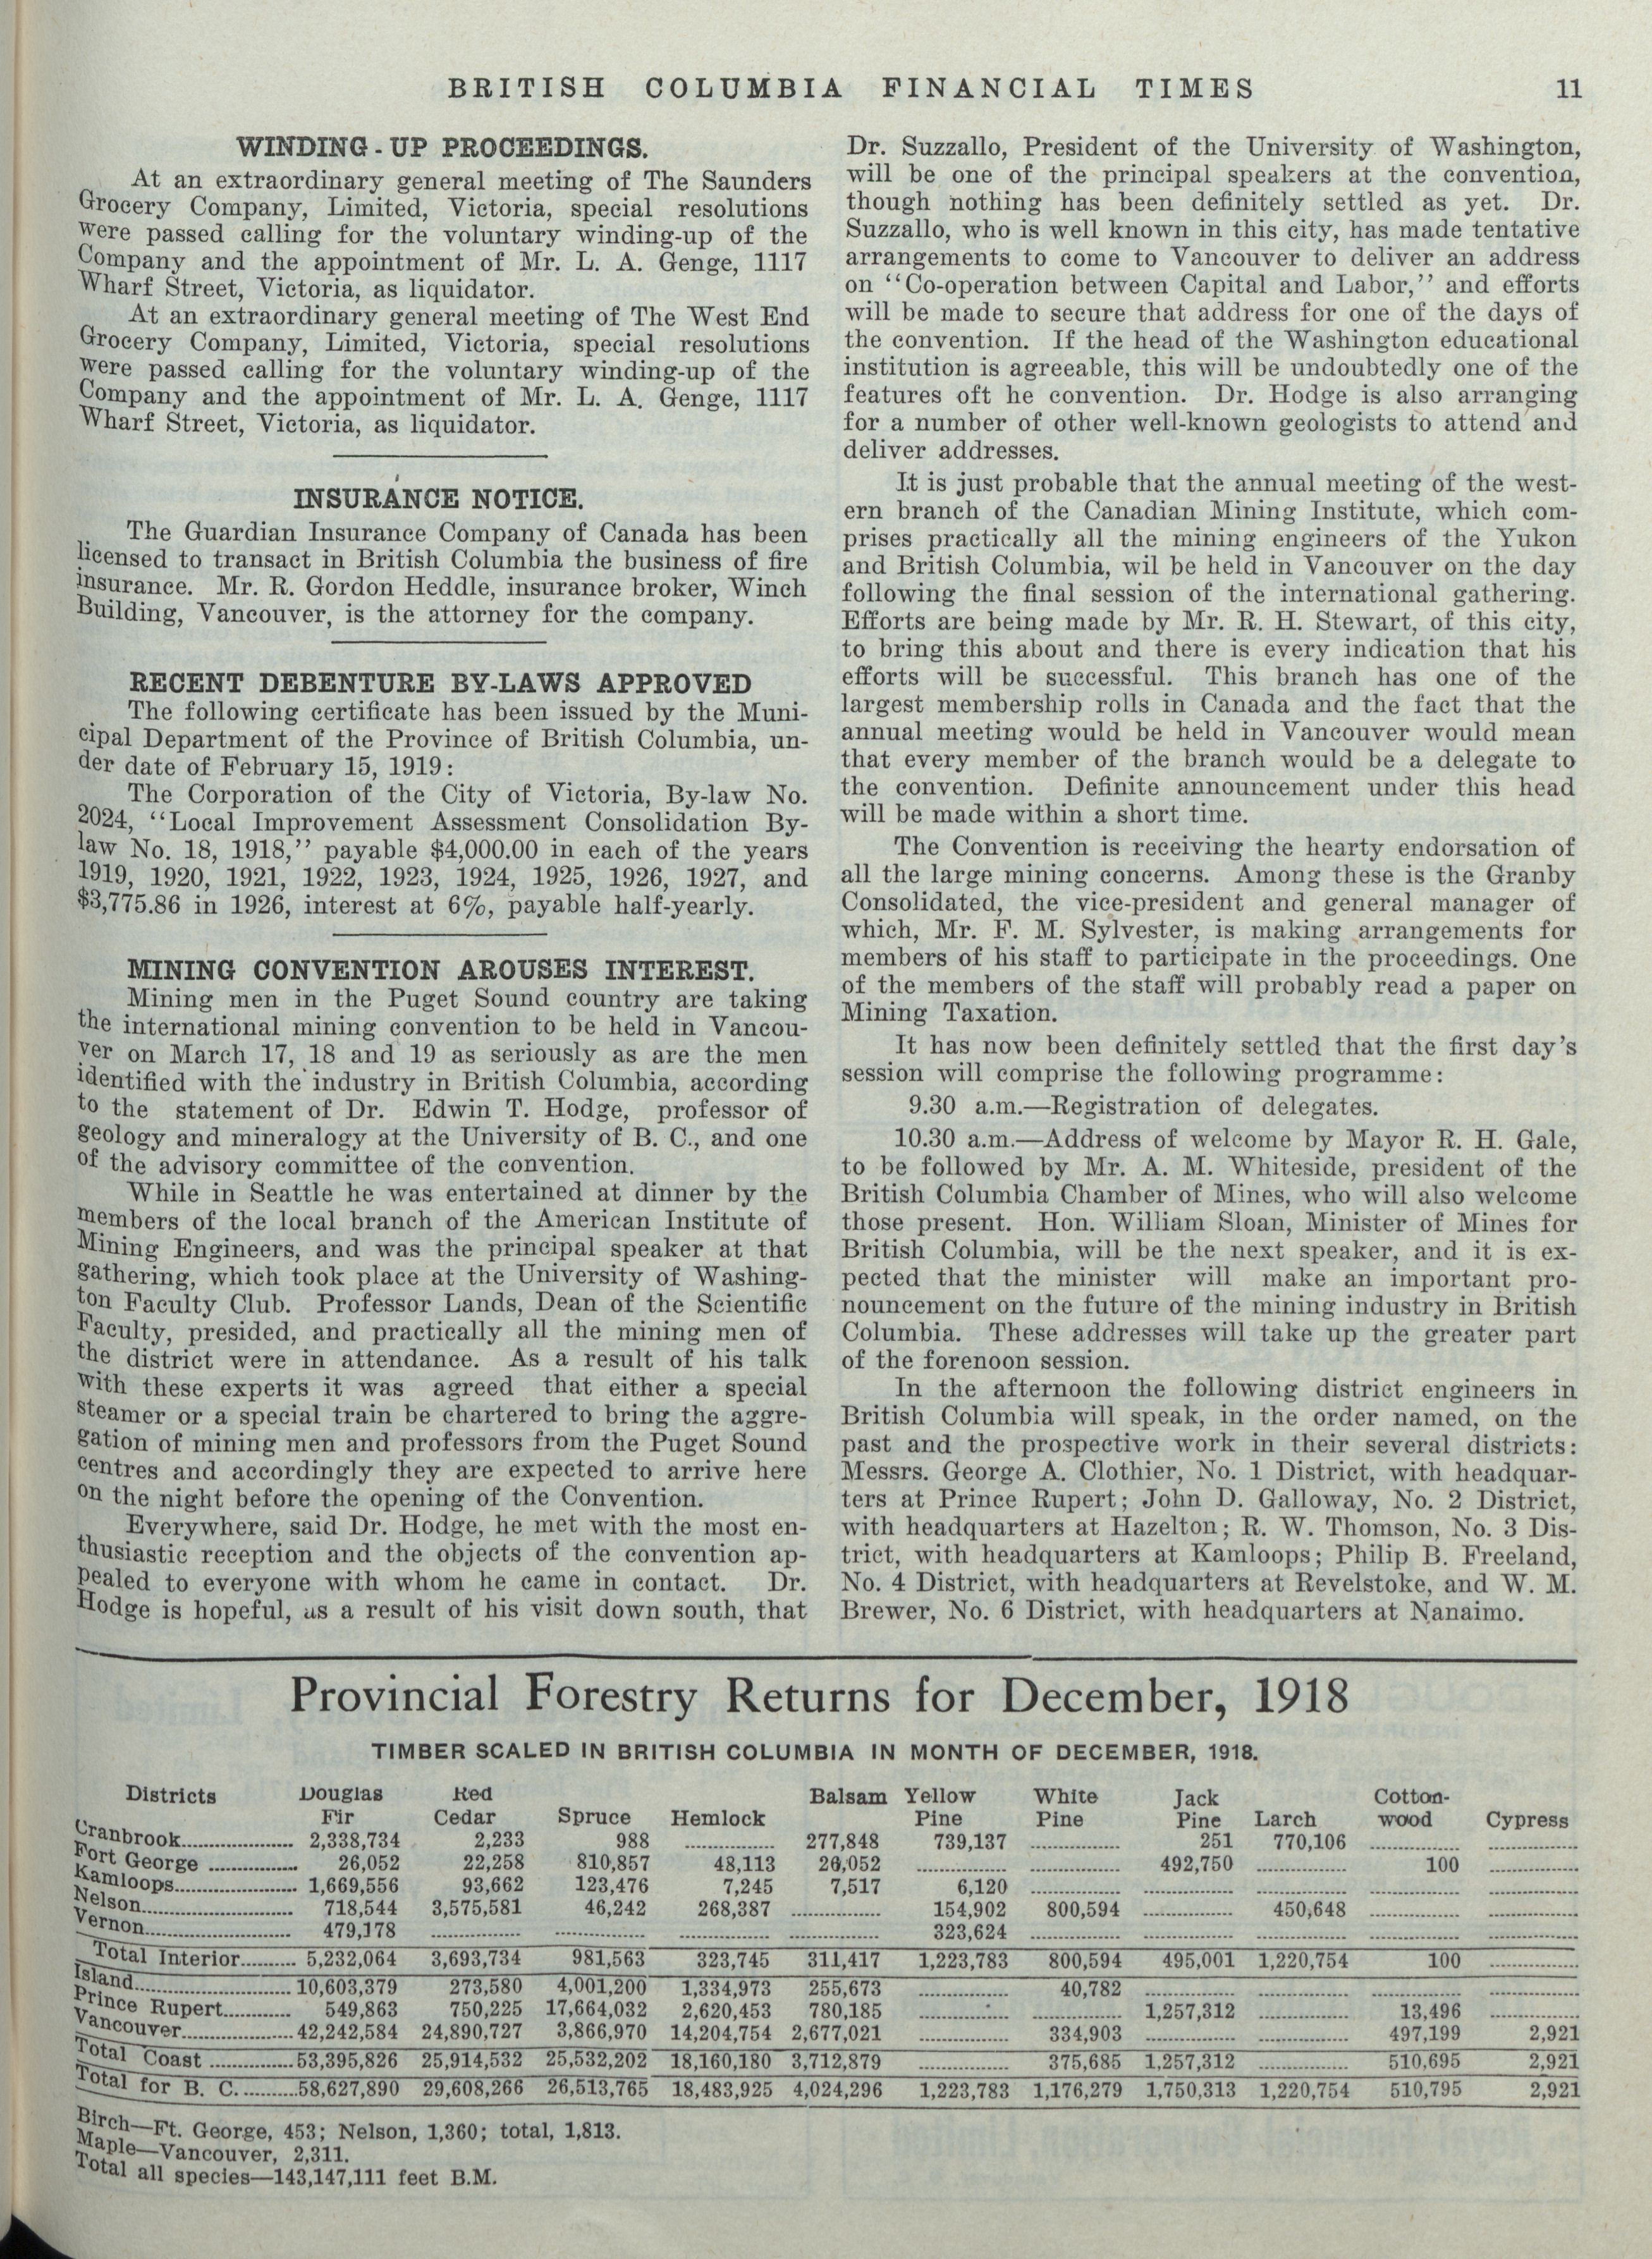 BRITISH COLUMBIA FINANCIAL TIMES 11
WINDING-UP PROCEEDINGS.
At an extraordinary general meeting of The Saunders
Grocery Company, Limited, Victoria, special resolutions
were passed calling for the voluntary winding-up of the
Company and the appointment of Mr. L. A. Genge, 1117
Wharf Street, Victoria, as liquidator.
At an extraordinary general meeting of The West End
Grocery Company, Limited, Victoria, special resolutions
were passed calling for the voluntary winding-up of the
Company and the appointment of Mr. L. A. Genge, 1117
Wharf Street, Victoria, as liquidator.
INSURANCE NOTICE.
The Guardian Insurance Company of Canada has been
licensed to transact in British Columbia the business of fire
insurance. Mr. R. Gordon Heddle, insurance broker, Winch
Building, Vancouver, is the attorney for the company.
RECENT DEBENTURE BY-LAWS APPROVED
The following certificate has been issued by the Muni-
cipal Department of the Province of British Columbia, un-
der date of February 15, 1919:
The Corporation of the City of Victoria, By-law No.
2024, "Local Improvement Assessment Consolidation By-
law No. 18, 1918," payable $4,000.00 in each of the years
1919, 1920, 1921, 1922, 1923, 1924, 1925, 1926, 1927, and
$3,775.86 in 1926, interest at 6%, payable half-yearly.
MINING CONVENTION AROUSES INTEREST.
Mining men in the Puget Sound country are taking
the international mining convention to be held in Vancou-
ver on March 17, 18 and 19 as seriously as are the men
identified with the industry in British Columbia, according
to the statement of Dr. Edwin T. Hodge, professor of
geology and mineralogy at the University of B. C., and one
of the advisory committee of the convention.
While in Seattle he was entertained at dinner by the
members of the local branch of the American Institute of
Mining Engineers, and was the principal speaker at that
gathering, which took place at the University of Washing-
ton Faculty Club. Professor Lands, Dean of the Scientific
Faculty, presided, and practically all the mining men of
the district were in attendance. As a result of his talk
with these experts it was agreed that either a special
steamer or a special train be chartered to bring the aggre-
gation of mining men and professors from the Puget Sound
centres and accordingly they are expected to arrive here
on the night before the opening of the Convention.
Everywhere, said Dr. Hodge, he met with the most en-
thusiastic reception and the objects of the convention ap-
pealed to everyone with whom he came in contact. Dr.
Hodge is hopeful, as a result of his visit down south, that
Dr. Suzzallo, President of the University of Washington,
will be one of the principal speakers at the convention,
though nothing has been definitely settled as yet. Dr.
Suzzallo, who is well known in this city, has made tentative
arrangements to come to Vancouver to deliver an address
on "Co-operation between Capital and Labor," and efforts
will be made to secure that address for one of the days of
the convention. If the head of the Washington educational
institution is agreeable, this will be undoubtedly one of the
features oft he convention. Dr. Hodge is also arranging
for a number of other well-known geologists to attend and
deliver addresses.
It is just probable that the annual meeting of the west-
ern branch of the Canadian Mining Institute, which com-
prises practically all the mining engineers of the Yukon
and British Columbia, wil be held in Vancouver on the day
following the final session of the international gathering.
Efforts are being made by Mr. R. H. Stewart, of this city,
to bring this about and there is every indication that his
efforts will be successful. This branch has one of the
largest membership rolls in Canada and the fact that the
annual meeting would be held in Vancouver would mean
that every member of the branch would be a delegate to
the convention. Definite announcement under this head
will be made within a short time.
The Convention is receiving the hearty endorsation of
all the large mining concerns. Among these is the Granby
Consolidated, the vice-president and general manager of
which, Mr. F. M. Sylvester, is making arrangements for
members of his staff to participate in the proceedings. One
of the members of the staff will probably read a paper on
Mining Taxation.
It has now been definitely settled that the first day's
session will comprise the following programme:
9.30 a.m.—Registration of delegates.
10.30 a.m.—Address of welcome by Mayor R. H. Gale,
to be followed by Mr. A. M. Whiteside, president of the
British Columbia Chamber of Mines, who will also welcome
those present. Hon. William Sloan, Minister of Mines for
British Columbia, will be the next speaker, and it is ex-
pected that the minister will make an important pro-
nouncement on the future of the mining industry in British
Columbia. These addresses will take up the greater part
of the forenoon session.
In the afternoon the following district engineers in
British Columbia will speak, in the order named, on the
past and the prospective work in their several districts:
Messrs. George A. Clothier, No. 1 District, with headquar-
ters at Prince Rupert; John D. Galloway, No. 2 District,
with headquarters at Hazelton; R. W. Thomson, No. 3 Dis-
trict, with headquarters at Kamloops; Philip B. Freeland,
No. 4 District, with headquarters at Revelstoke, and W. M.
Brewer, No. 6 District, with headquarters at Nanaimo.
Provincial Forestry Returns for December, 1918
TIMBER SCALED IN BRITISH COLUMBIA IN MONTH OF DECEMBER, 1918.
Districts Douglas Red Balsam Yellow White Jack Cotton-
Fir Cedar Spruce Hemlock Pine Pine Pine Larch wood Cypress
Cranbrook 2,338,734 2,233 988 ........ 277,848 739,137 ........ 251 770,106 ........ ........
Fort George 26,052 22,258 810,857 48,113 26,052 ........ ........ 492,750 ........ 100 ........
Kamloops 1,669,556 93,662 123,476 7,245 7,517 6,120 ........ ........ ........ ........ ........
Nelson 718,544 3,575,581 46,242 268,387 ........ 154,902 800,594 ........ 450,648 ........ ........
Vernon 479,178 ........ ........ ........ ........ 323,624 ........ ........ ........ ........ ........
Total Interior 5,232,064 3,693,734 981,563 323,745 311,417 1,223,783 800,594 495,001 1,220,754 100 ........
Island 10,603,379 273,580 4,001,200 1,334,973 255,673 ........ 40,782 ........ ........ ........ ........
Prince Rupert 549,863 750,225 17,664,032 2,620,453 780,185 ........ ........ 1,257,312 ........ 13,496 ........
Vancouver 42,242,584 24,890,727 3,866,970 14,204,754 2,677,021 ........ 334,903 ........ ........ 497,199 2,921
Total Coast 53,395,826 25,914,532 25,532,202 18,160,180 3,712,879 ........ 375,685 1,257,312 ........ 510,695 2,921
Total for B. C. 58,627,890 29,608,266 26,513,765 18,483,925 4,024,296 1,223,783 1,176,279 1,750,313 1,220,754 510,795 2,921
Birch—Ft. George, 453; Nelson, 1,360; total, 1,813.
Maple—Vancouver, 2,311.
Total all species—143,147,111 feet B.M.